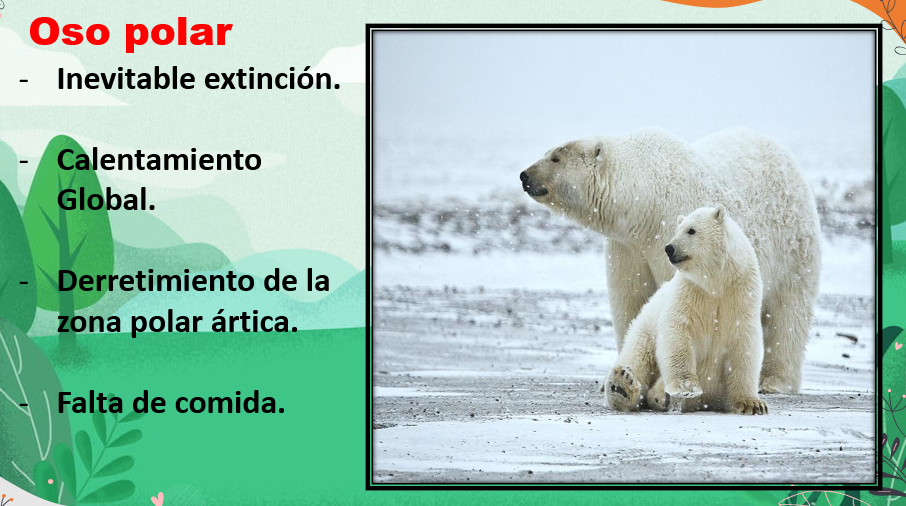 Oso polar
- Inevitable extinción.
- Calentamiento
Global.
- Derretimiento de la
zona polar ártica.
- Falta de comida.